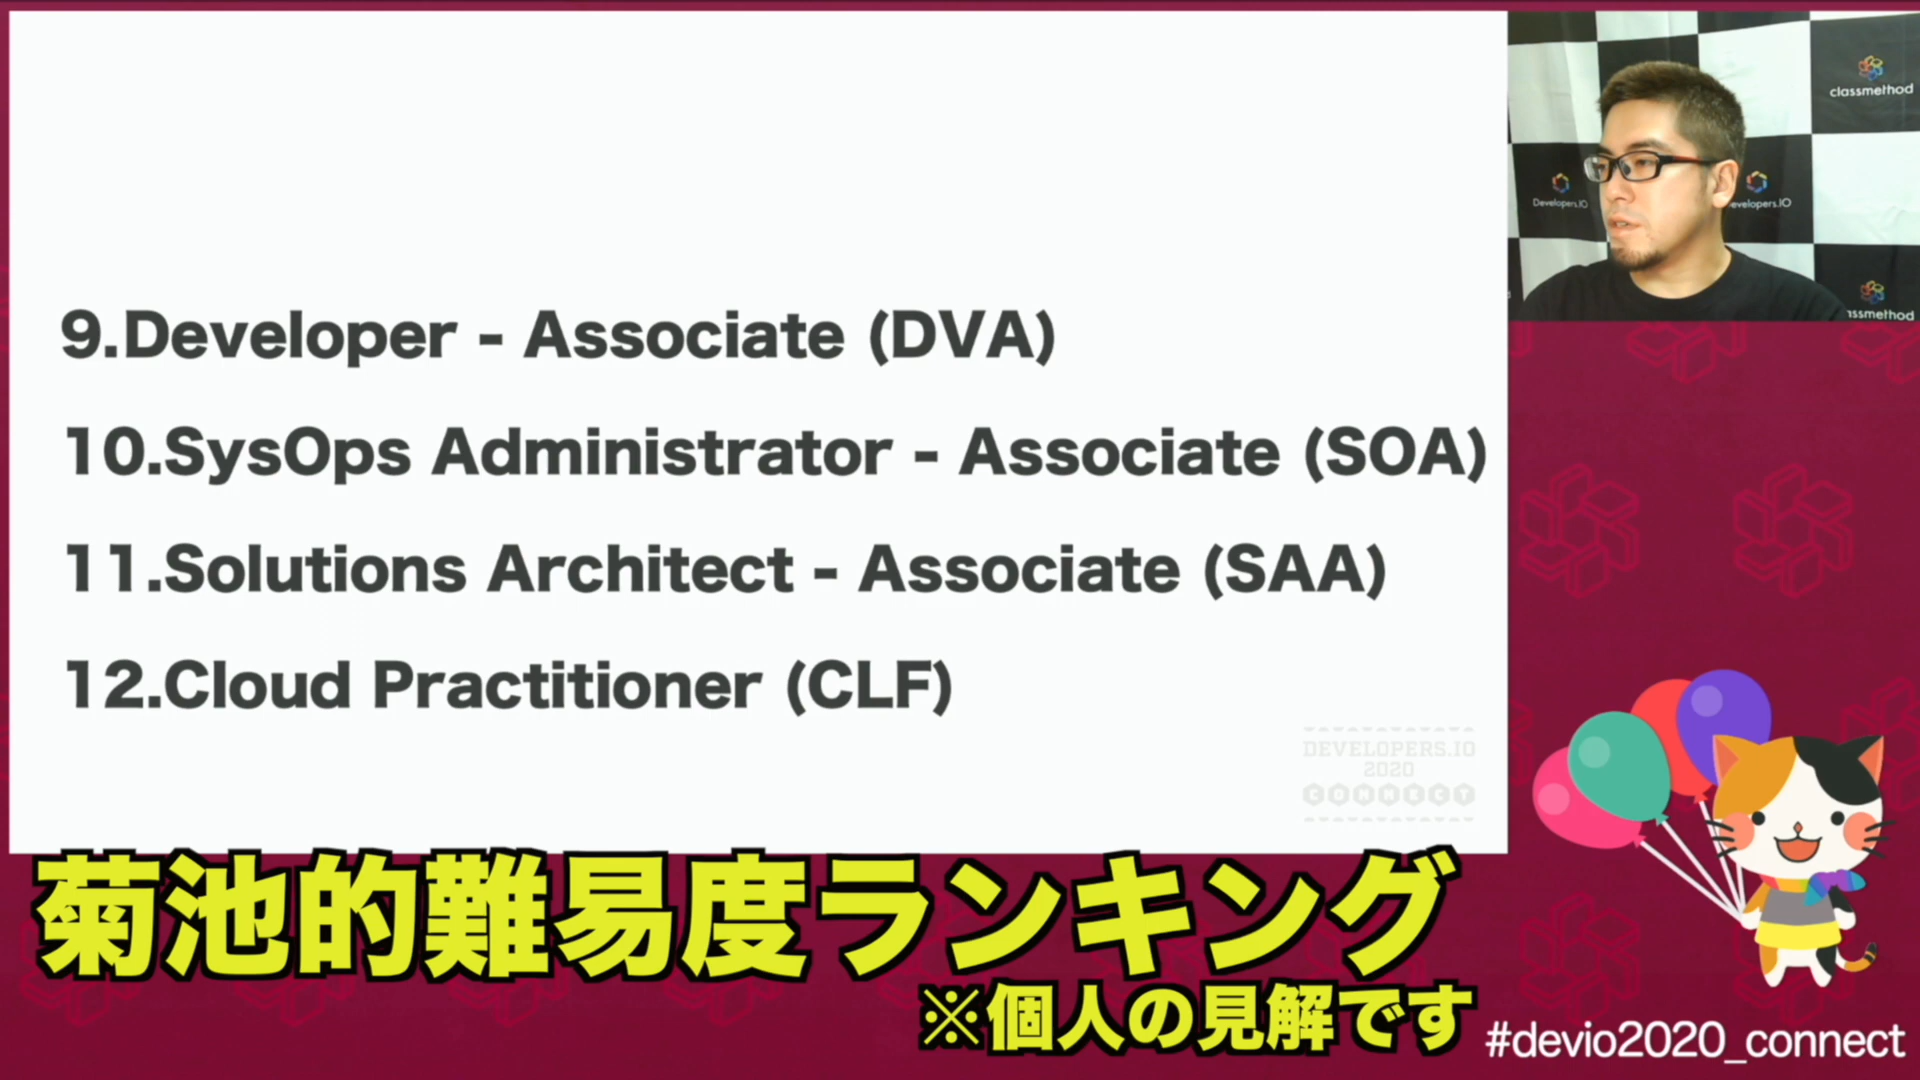 9.Developer - Associate (DVA)
10.SysOps Administrator - Associate (SOA)
11.Solutions Architect - Associate (SAA)
12.Cloud Practitioner (CLF)
DEVELOPERS.IO
2020
CONNECT
classmethod
Developers.IO
evelopers.IO
assmethod
菊池的難易度ランキング
※個人の見解です
#devio2020_connect